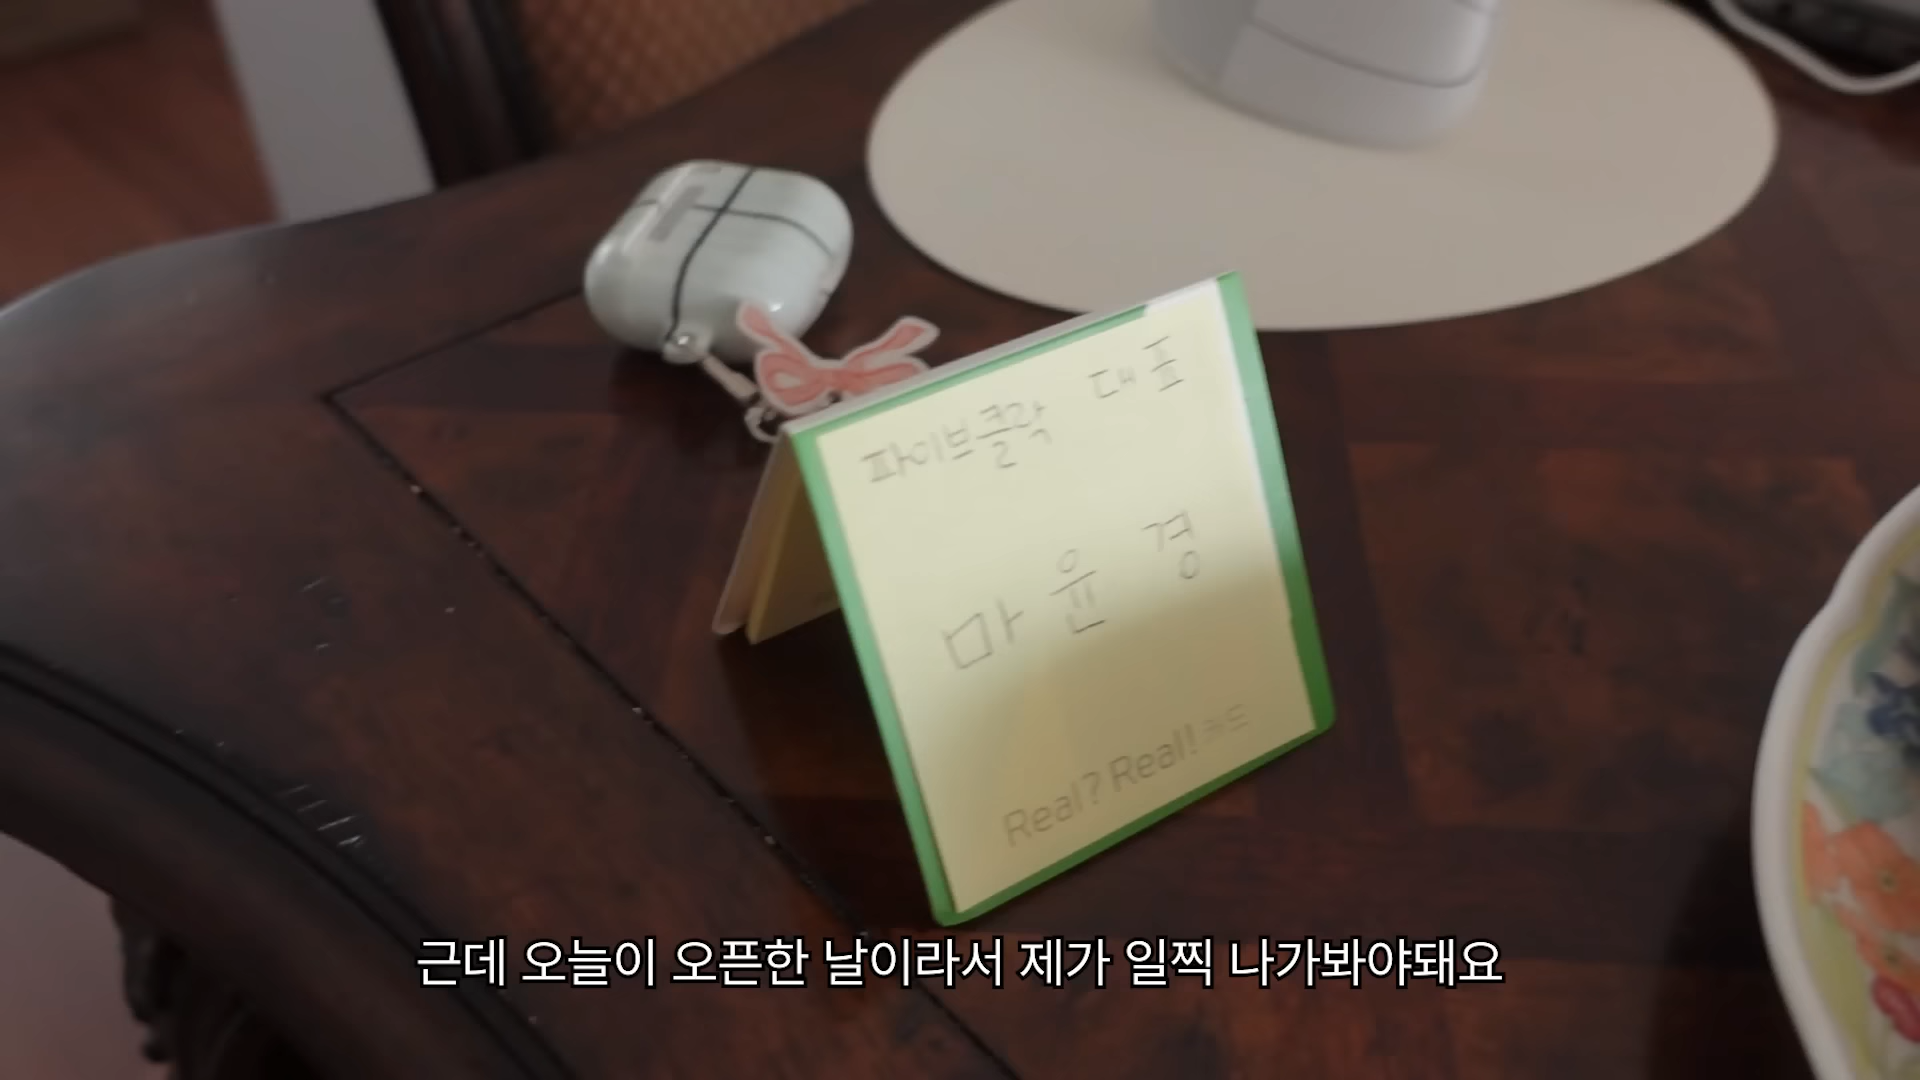 파이브클락 대표
마 윤 경
Real? Real!
근데 오늘이 오픈한 날이라서 제가 일찍 나가봐야돼요